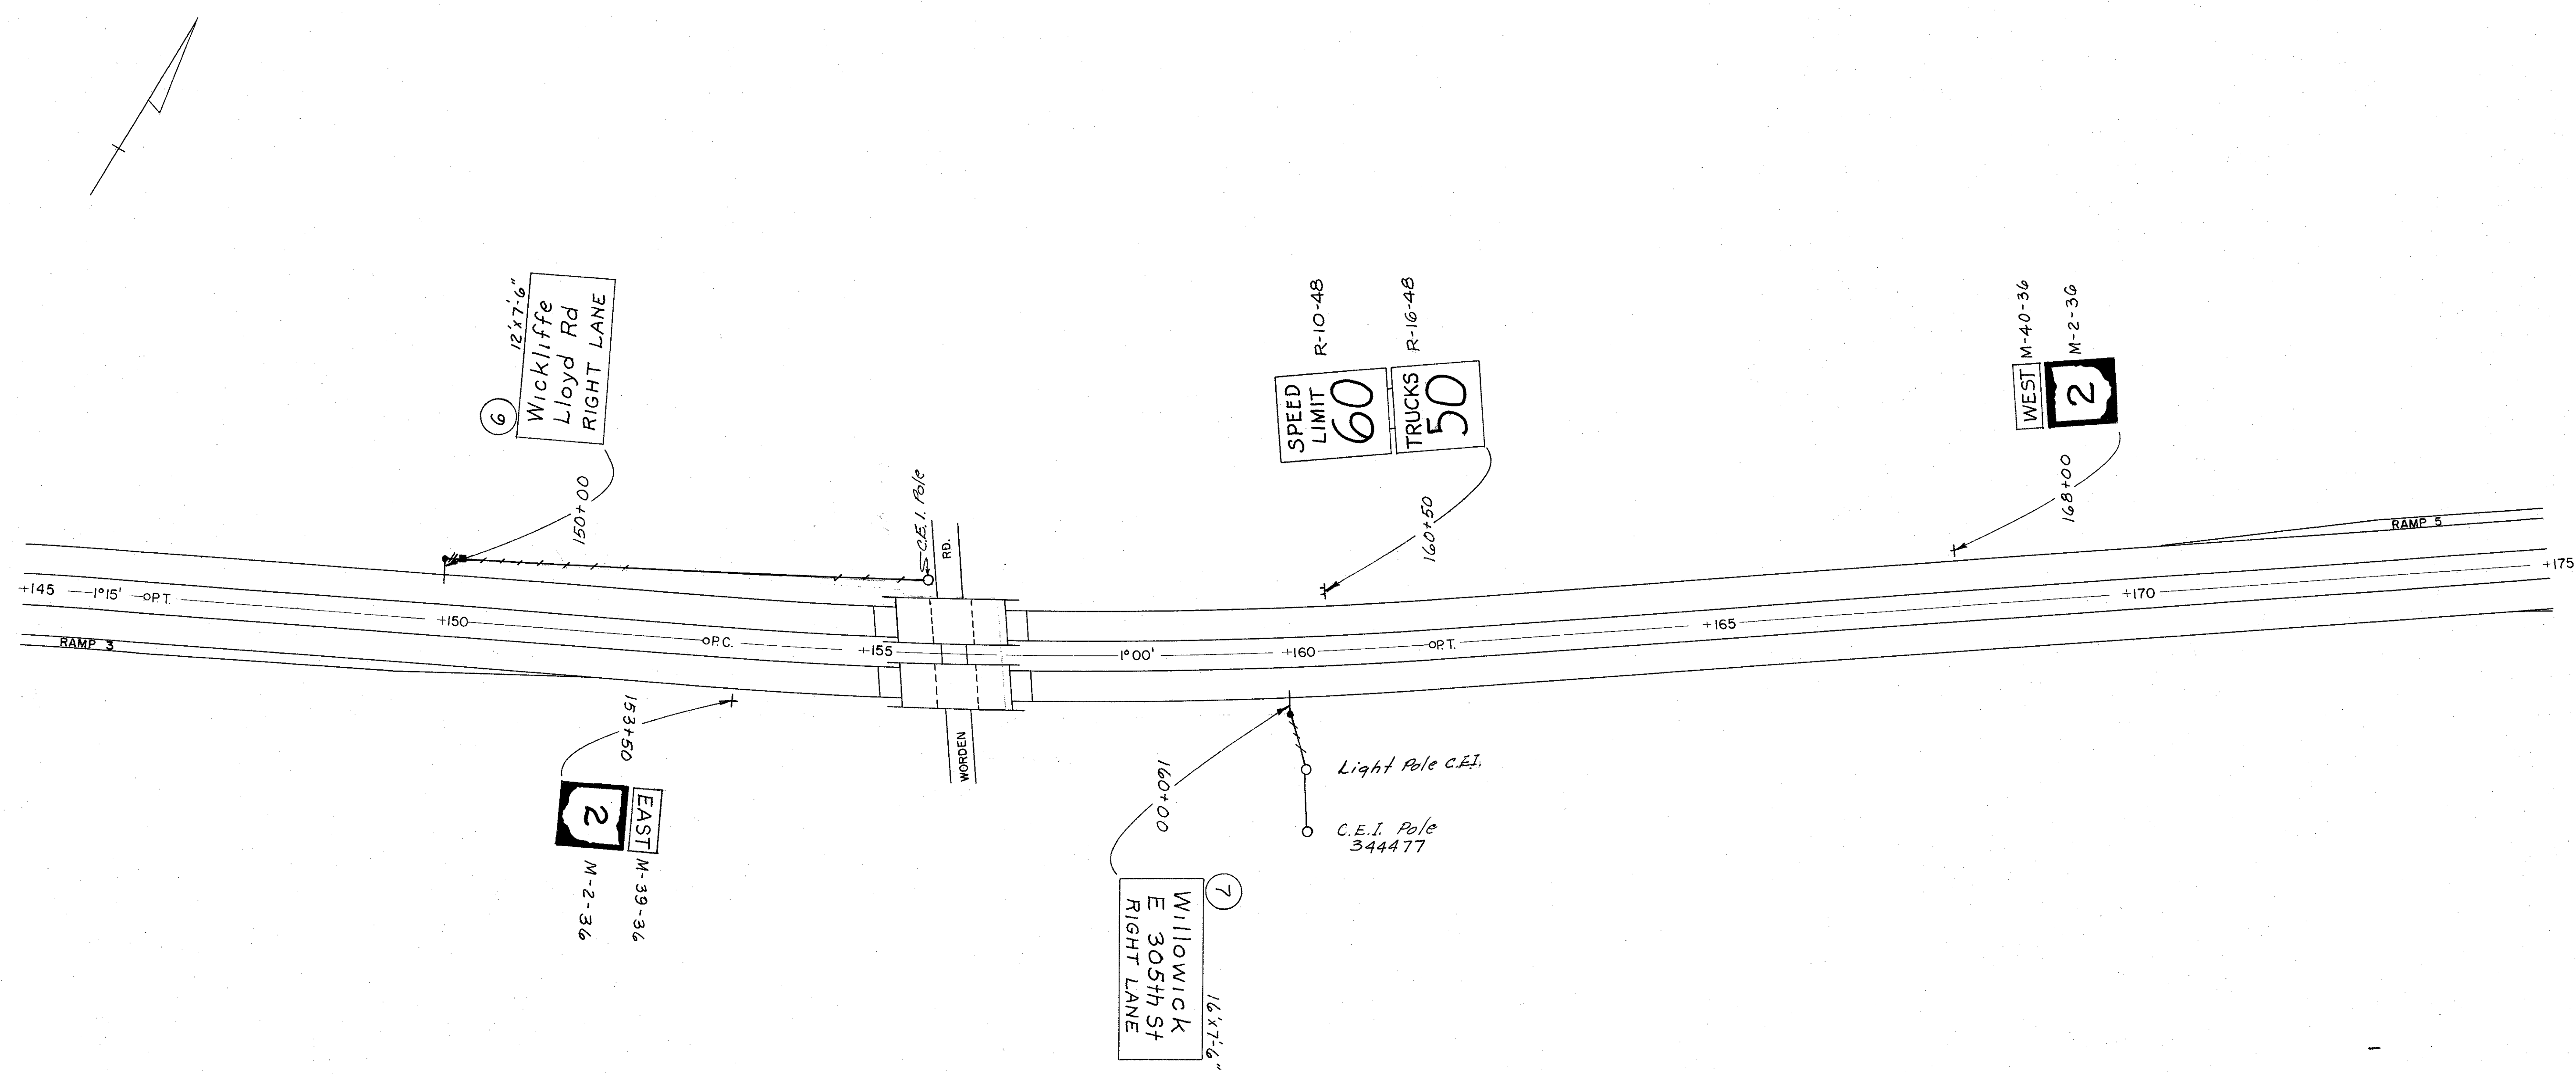 12'x7'-6"
Wickliffe
Lloyd Rd
RIGHT LANE
6
150+00
C.E.I. Pole
RD.
R-10-48
R-16-48
SPEED
LIMIT
60
TRUCKS
50
160+50
M-40-36
M-2-36
WEST
2
168+00
RAMP 5
+145
1°15'
P.T.
+150
P.C.
+155
1°00'
+160
P.T.
+165
+170
+175
RAMP 3
153+50
2
EAST
M-2-36
M-39-36
WORDEN
160+00
Light Pole C.E.I.
C.E.I. Pole
344477
7
Willowick
E 305th St
RIGHT LANE
16'x7'-6"